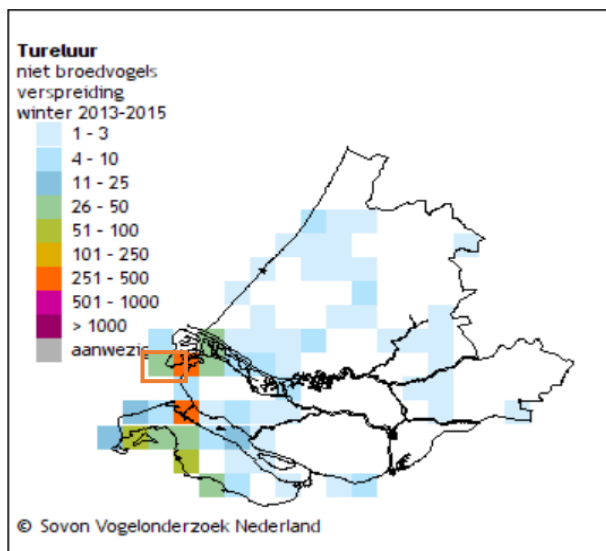 Tureluur
niet broedvogels
verspreiding
winter 2013-2015
1 - 3
4 - 10
11 - 25
26 - 50
51 - 100
101 - 250
251 - 500
501 - 1000
> 1000
aanwezig
© Sovon Vogelonderzoek Nederland